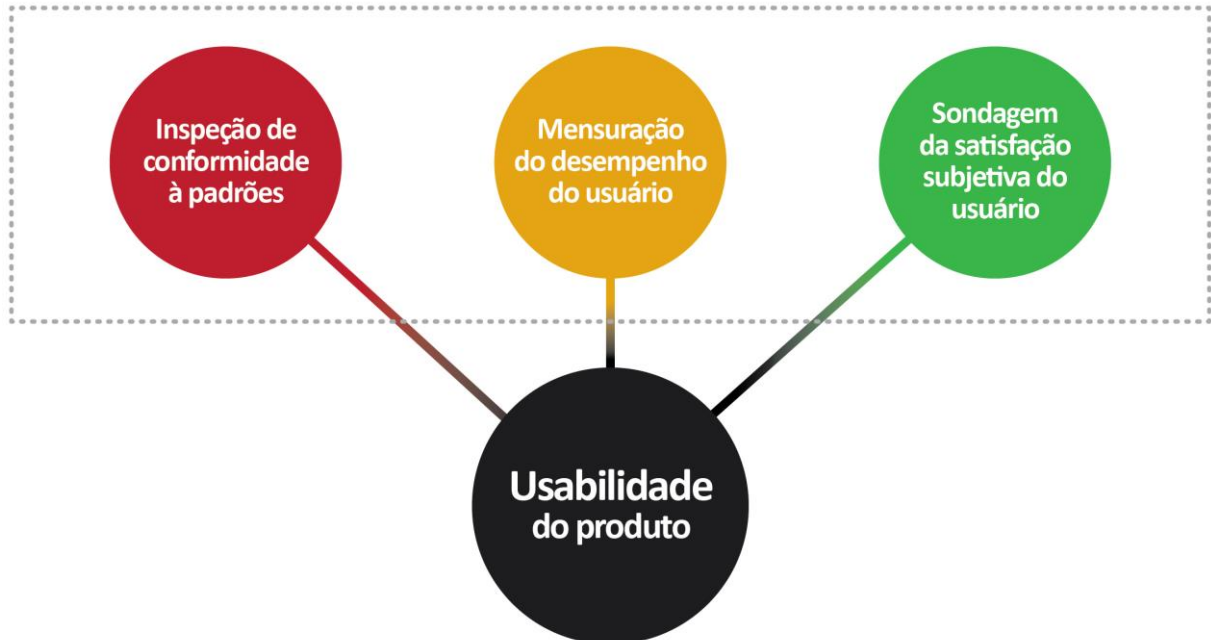 Inspeção de
conformidade
à padrões
Mensuração
do desempenho
do usuário
Sondagem
da satisfação
subjetiva do
usuário
Usabilidade
do produto